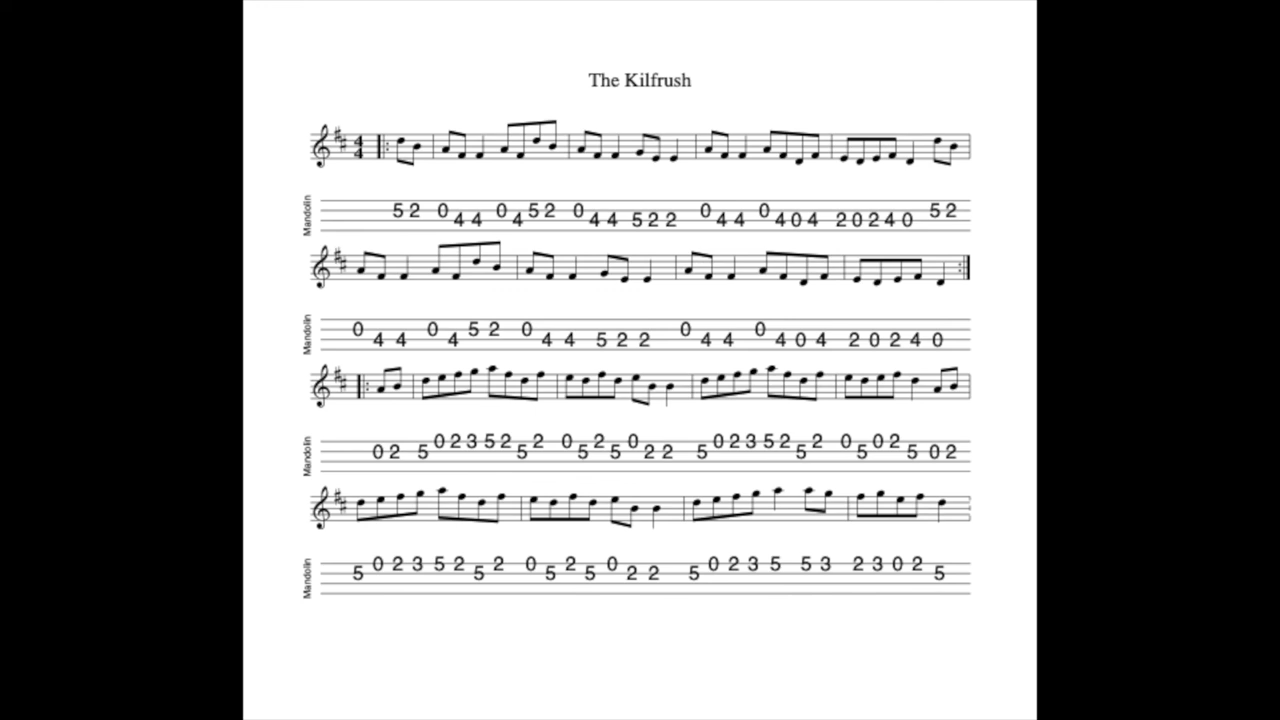 The Kilfrush
4
4
Mandolin
5 2 0 4 4 0 4 5 2 0 4 4 5 2 2 0 4 4 0 4 0 4 2 0 2 4 0 5 2
Mandolin
0 4 4 0 4 5 2 0 4 4 5 2 2 0 4 4 0 4 0 4 2 0 2 4 0
Mandolin
0 2 5 0 2 3 5 2 5 2 0 5 2 5 0 2 2 5 0 2 3 5 2 5 2 0 5 0 2 5 0 2
Mandolin
5 0 2 3 5 2 5 2 0 5 2 5 0 2 2 5 0 2 3 5 5 3 2 3 0 2 5